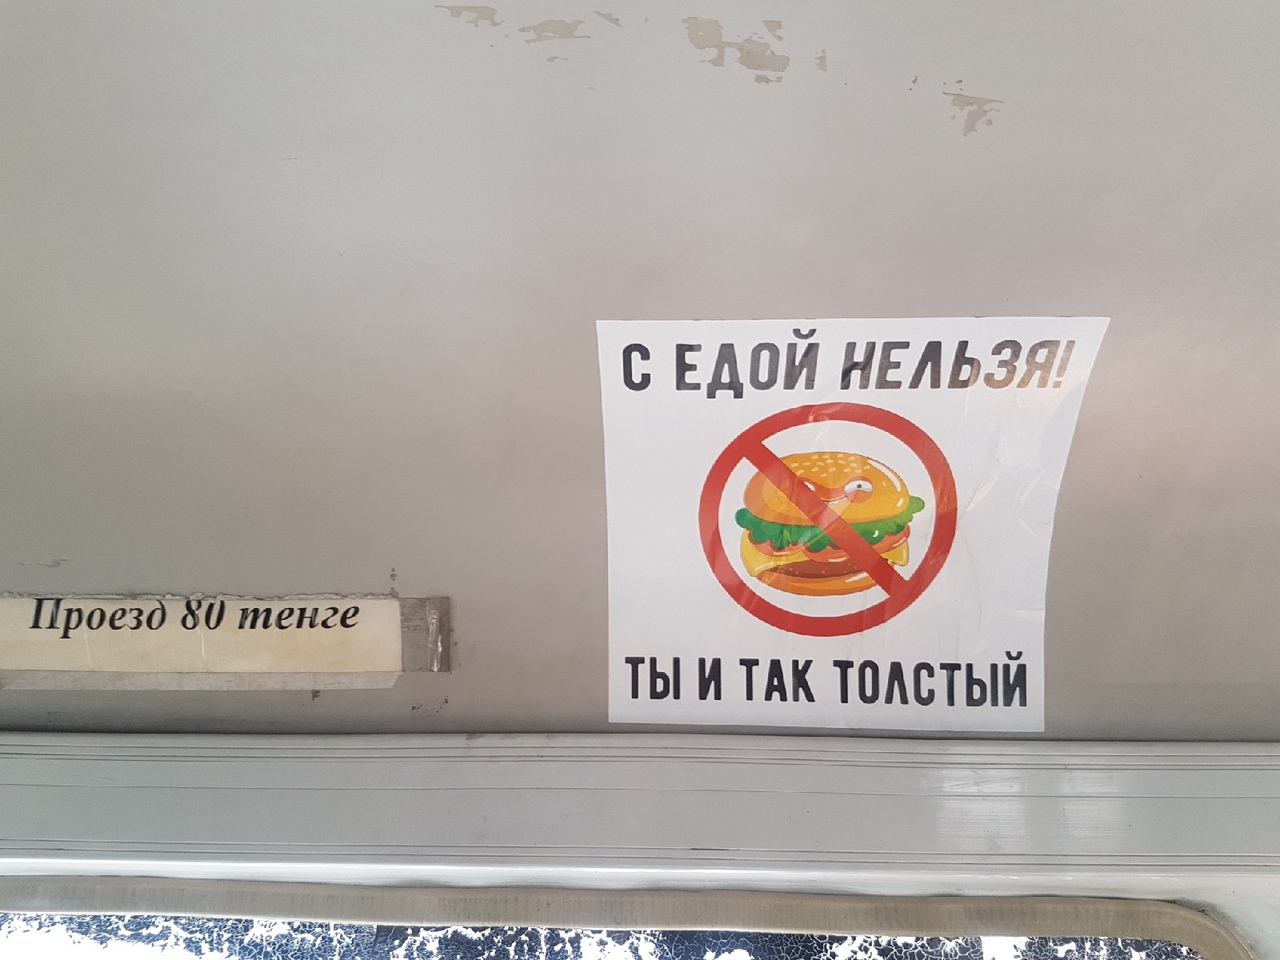 С ЕДОЙ НЕЛЬЗЯ!
Проезд 80 тенге
ТЫ И ТАК ТОЛСТЫЙ